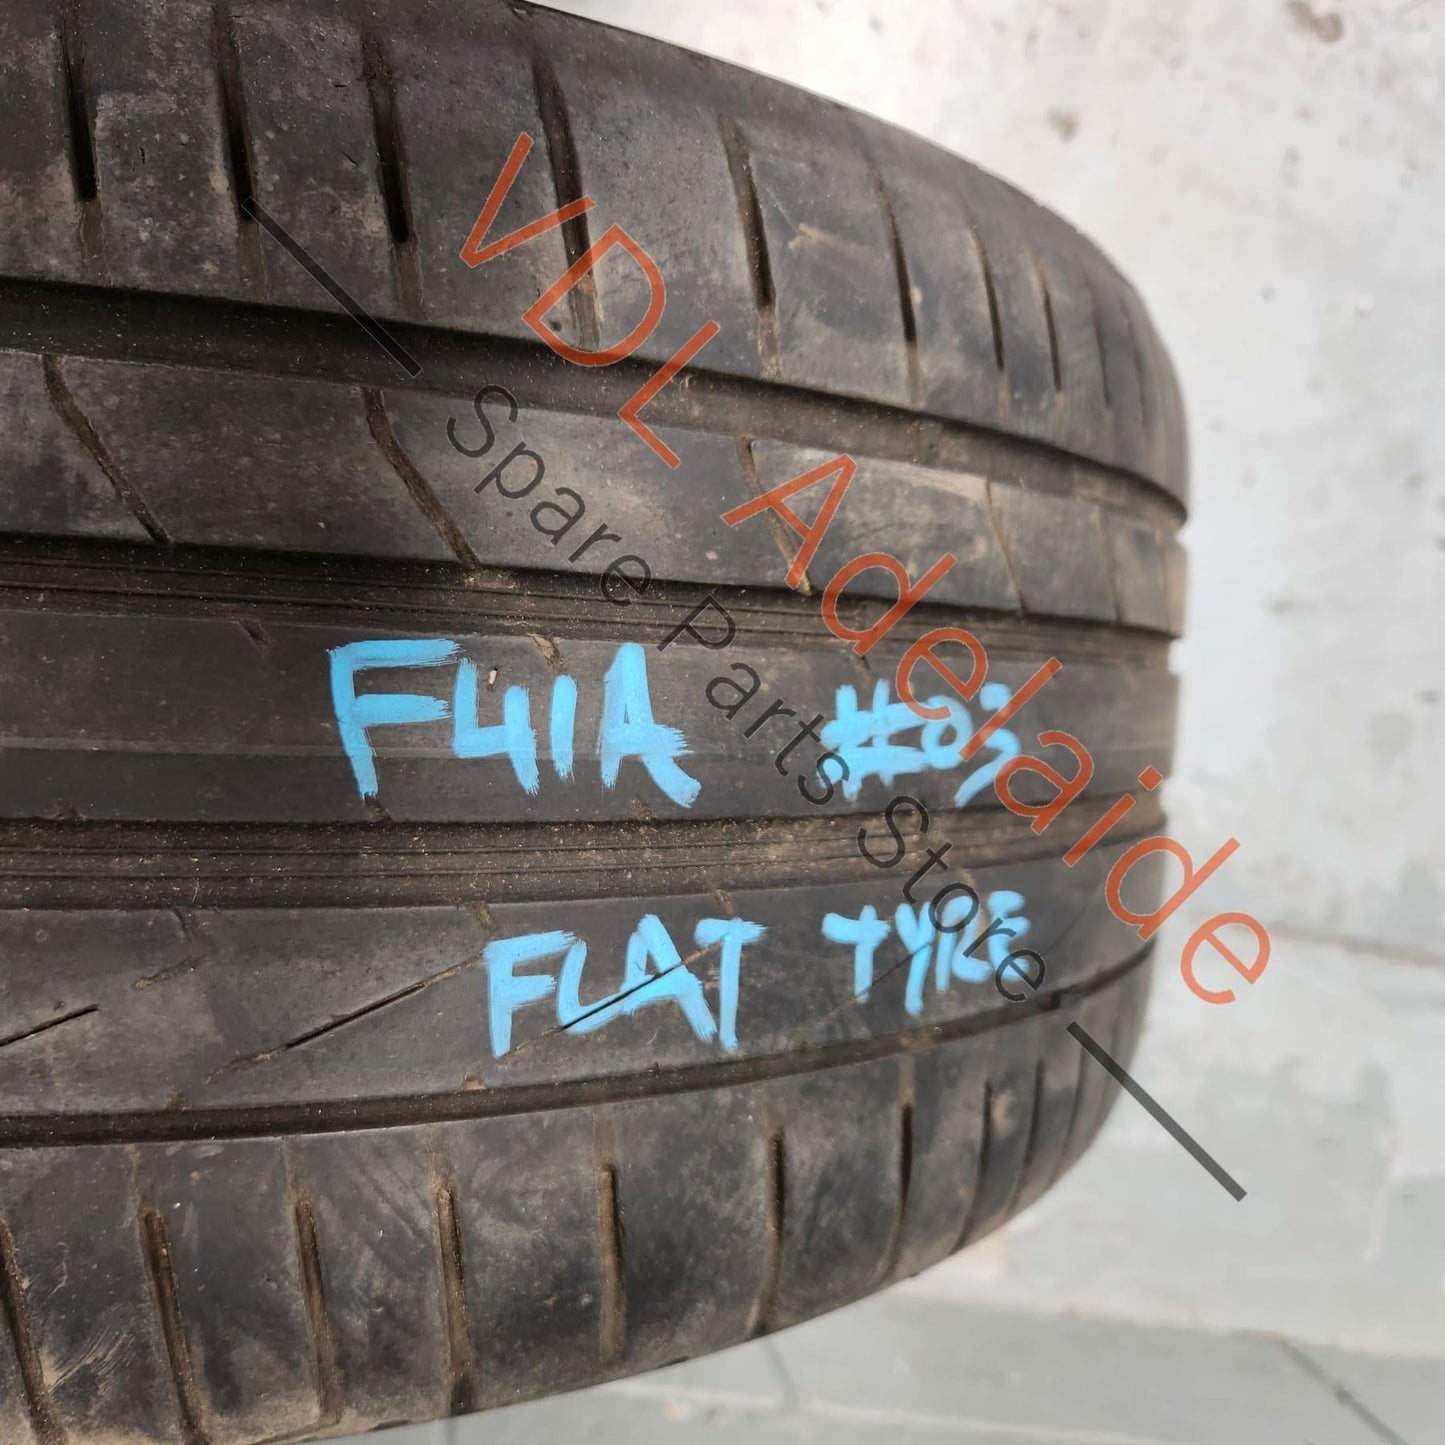 VDL Adelaide
Spare Parts Store
F41A #03
FLAT TYRE